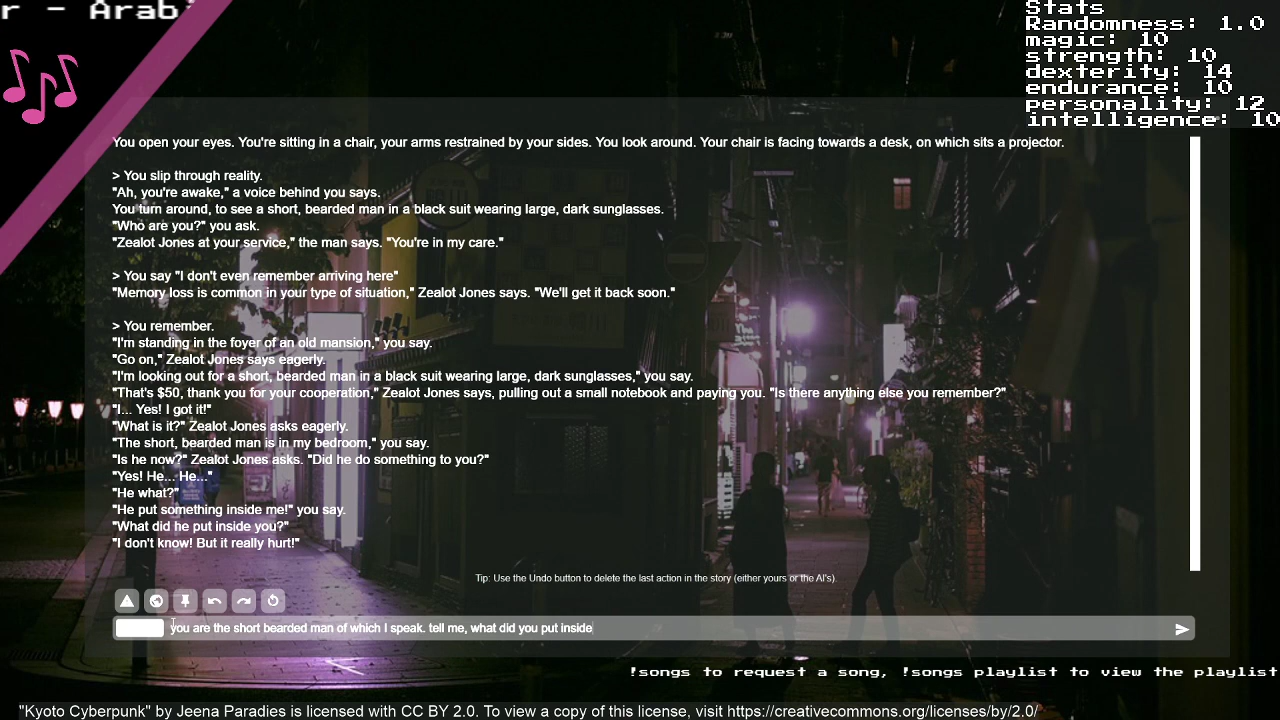 r - Arabi
Stats
Randomness: 1.0
magic: 10
strength: 10
dexterity: 14
endurance: 10
personality: 12
intelligence: 10
You open your eyes. You're sitting in a chair, your arms restrained by your sides. You look around. Your chair is facing towards a desk, on which sits a projector.
> You slip through reality.
"Ah, you're awake," a voice behind you says.
You turn around, to see a short, bearded man in a black suit wearing large, dark sunglasses.
"Who are you?" you ask.
"Zealot Jones at your service," the man says. "You're in my care."
> You say "I don't even remember arriving here"
"Memory loss is common in your type of situation," Zealot Jones says. "We'll get it back soon."
> You remember.
"I'm standing in the foyer of an old mansion," you say.
"Go on," Zealot Jones says eagerly.
"I'm looking out for a short, bearded man in a black suit wearing large, dark sunglasses," you say.
"That's $50, thank you for your cooperation," Zealot Jones says, pulling out a small notebook and paying you. "Is there anything else you remember?"
"I... Yes! I got it!"
"What is it?" Zealot Jones asks eagerly.
"The short, bearded man is in my bedroom," you say.
"Is he now?" Zealot Jones asks. "Did he do something to you?"
"Yes! He... He..."
"He what?"
"He put something inside me!" you say.
"What did he put inside you?"
"I don't know! But it really hurt!"
Tip: Use the Undo button to delete the last action in the story (either yours or the AI's).
you are the short bearded man of which I speak. tell me, what did you put inside
!songs to request a song, !songs playlist to view the playlist
"Kyoto Cyberpunk" by Jeena Paradies is licensed with CC BY 2.0. To view a copy of this license, visit https://creativecommons.org/licenses/by/2.0/